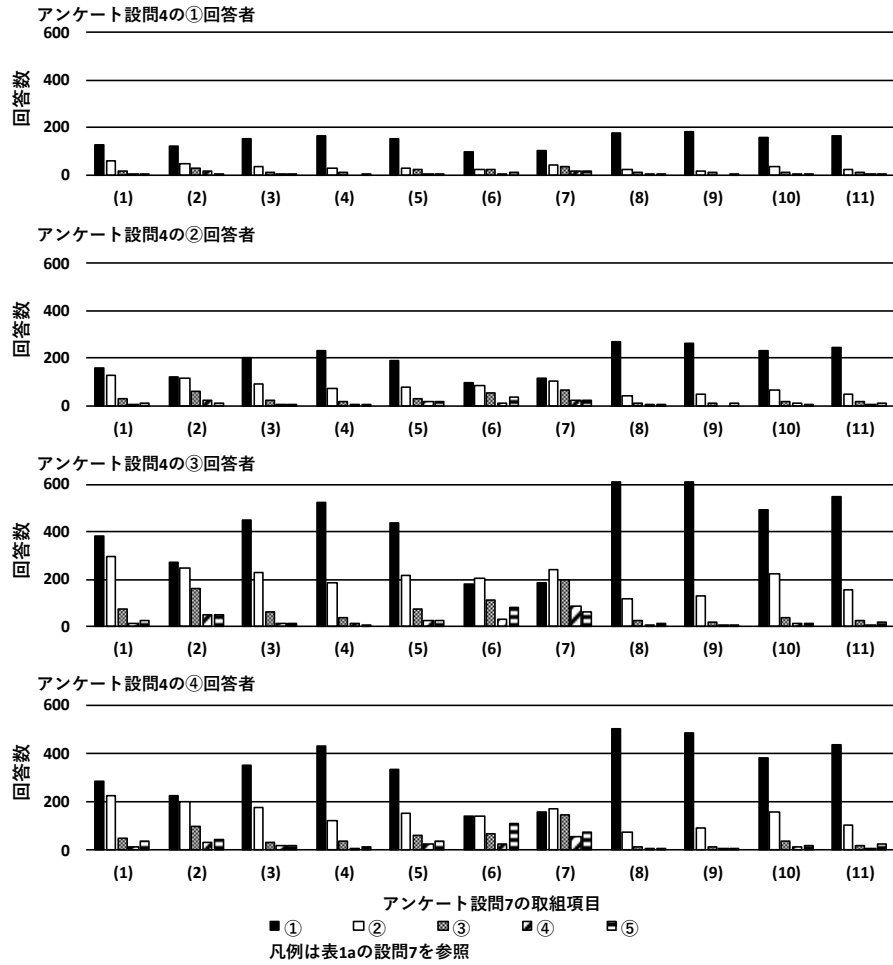 アンケート設問4の①回答者
600
400
200
0
回答数
(1) (2) (3) (4) (5) (6) (7) (8) (9) (10) (11)
アンケート設問4の②回答者
600
400
200
0
回答数
(1) (2) (3) (4) (5) (6) (7) (8) (9) (10) (11)
アンケート設問4の③回答者
600
400
200
0
回答数
(1) (2) (3) (4) (5) (6) (7) (8) (9) (10) (11)
アンケート設問4の④回答者
600
400
200
0
回答数
(1) (2) (3) (4) (5) (6) (7) (8) (9) (10) (11)
アンケート設問7の取組項目
① ② ③ ④ ⑤
凡例は表1aの設問7を参照